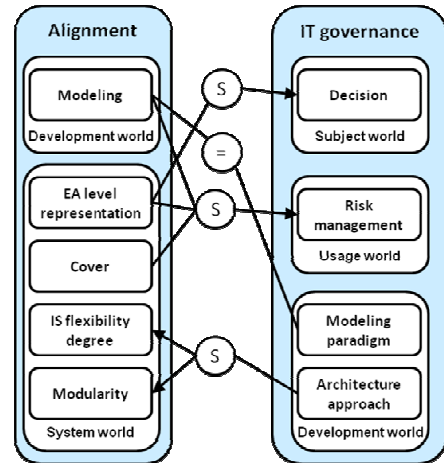 Alignment
Modeling
Development world
EA level
representation
Cover
IS flexibility
degree
Modularity
System world
S
=
S
S
IT governance
Decision
Subject world
Risk
management
Usage world
Modeling
paradigm
Architecture
approach
Development world